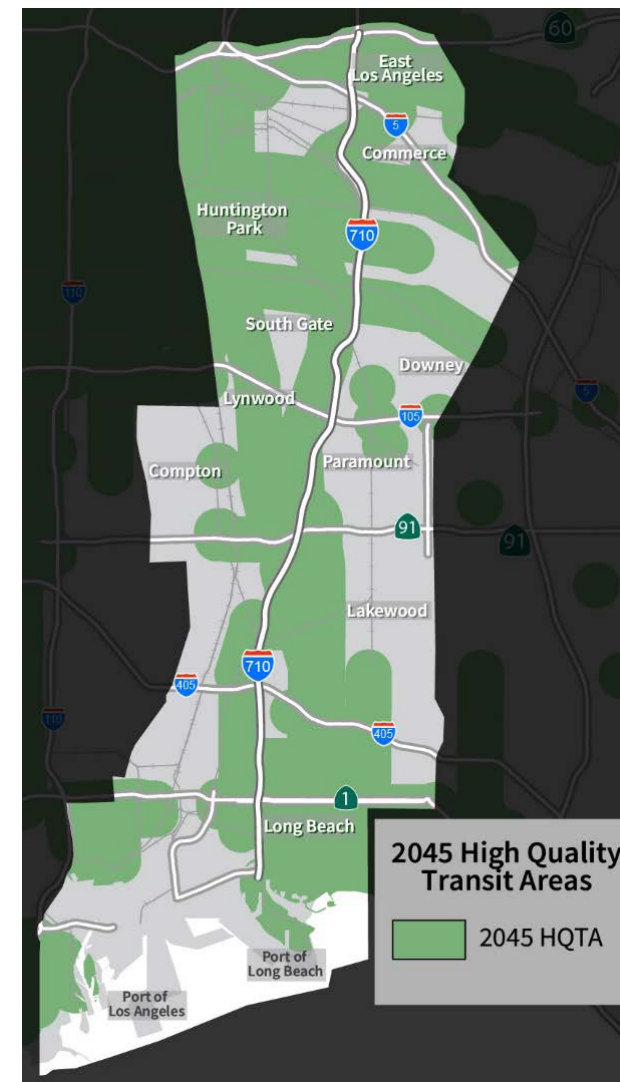 60
East
Los Angeles
5
Commerce
Huntington
Park
710
110
South Gate
Downey
5
Lynwood
105
Compton
Paramount
91
91
Lakewood
710
405
110
405
1
Long Beach
2045 High Quality
Transit Areas
2045 HQTA
Port of
Long Beach
Port of
Los Angeles